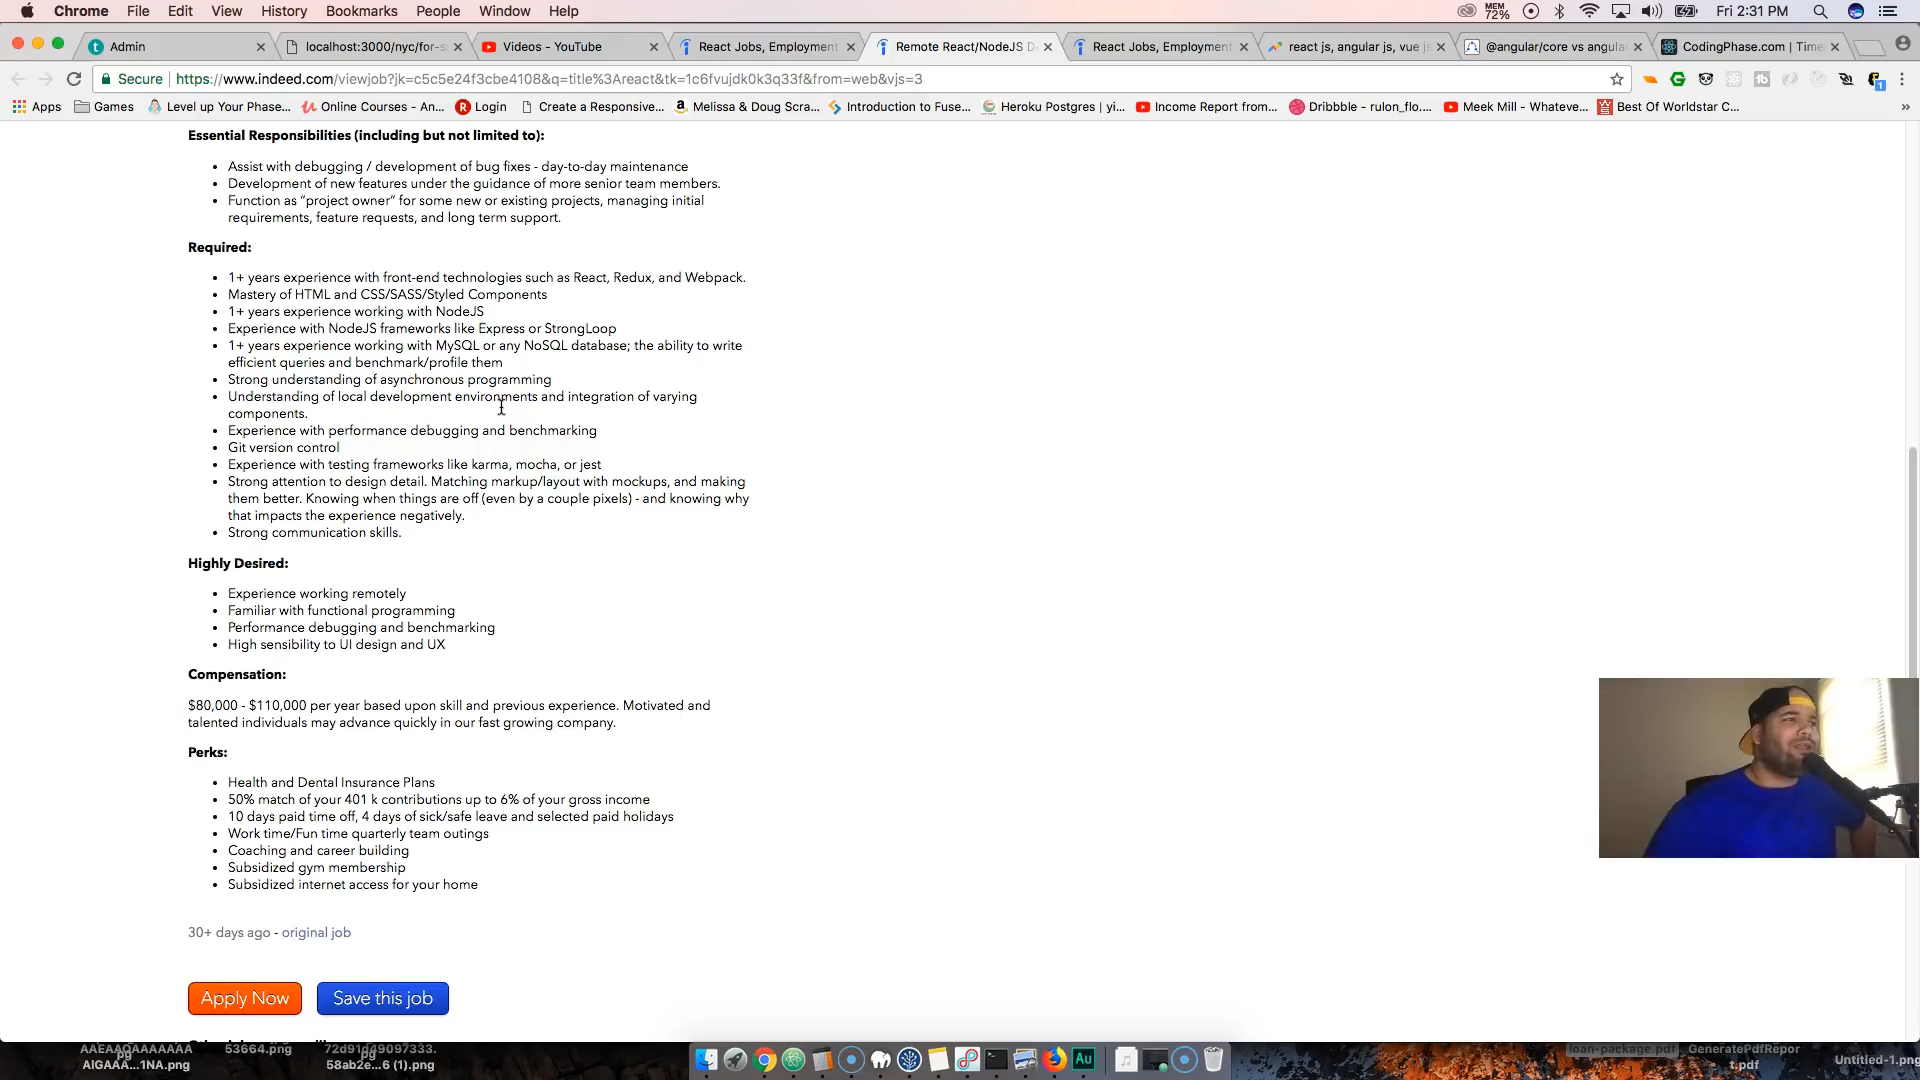 Chrome File Edit View History Bookmarks People Window Help MEM 72% Fri 2:31 PM
Admin localhost:3000/nyc/for-s Videos - YouTube React Jobs, Employment Remote React/NodeJS D React Jobs, Employment react js, angular js, vue js @angular/core vs angula CodingPhase.com | Time
Secure https://www.indeed.com/viewjob?jk=c5c5e24f3cbe4108&q=title%3Areact&tk=1c6fvujdk0k3q33f&from=web&vjs=3
Apps Games Level up Your Phase... Online Courses - An... Login Create a Responsive... Melissa & Doug Scra... Introduction to Fuse... Heroku Postgres | yi... Income Report from... Dribbble - rulon_flo.... Meek Mill - Whateve... Best Of Worldstar C... »
Essential Responsibilities (including but not limited to):
• Assist with debugging / development of bug fixes - day-to-day maintenance
• Development of new features under the guidance of more senior team members.
• Function as “project owner” for some new or existing projects, managing initial
requirements, feature requests, and long term support.
Required:
• 1+ years experience with front-end technologies such as React, Redux, and Webpack.
• Mastery of HTML and CSS/SASS/Styled Components
• 1+ years experience working with NodeJS
• Experience with NodeJS frameworks like Express or StrongLoop
• 1+ years experience working with MySQL or any NoSQL database; the ability to write
efficient queries and benchmark/profile them
• Strong understanding of asynchronous programming
• Understanding of local development environments and integration of varying
components.
• Experience with performance debugging and benchmarking
• Git version control
• Experience with testing frameworks like karma, mocha, or jest
• Strong attention to design detail. Matching markup/layout with mockups, and making
them better. Knowing when things are off (even by a couple pixels) - and knowing why
that impacts the experience negatively.
• Strong communication skills.
Highly Desired:
• Experience working remotely
• Familiar with functional programming
• Performance debugging and benchmarking
• High sensibility to UI design and UX
Compensation:
$80,000 - $110,000 per year based upon skill and previous experience. Motivated and
talented individuals may advance quickly in our fast growing company.
Perks:
• Health and Dental Insurance Plans
• 50% match of your 401 k contributions up to 6% of your gross income
• 10 days paid time off, 4 days of sick/safe leave and selected paid holidays
• Work time/Fun time quarterly team outings
• Coaching and career building
• Subsidized gym membership
• Subsidized internet access for your home
30+ days ago - original job
Apply Now Save this job
53664.png loan-package.pdf GeneratePdfRepor
t.pdf
AIGAAA...1NA.png 58ab2e...6 (1).png Au Untitled-1.png